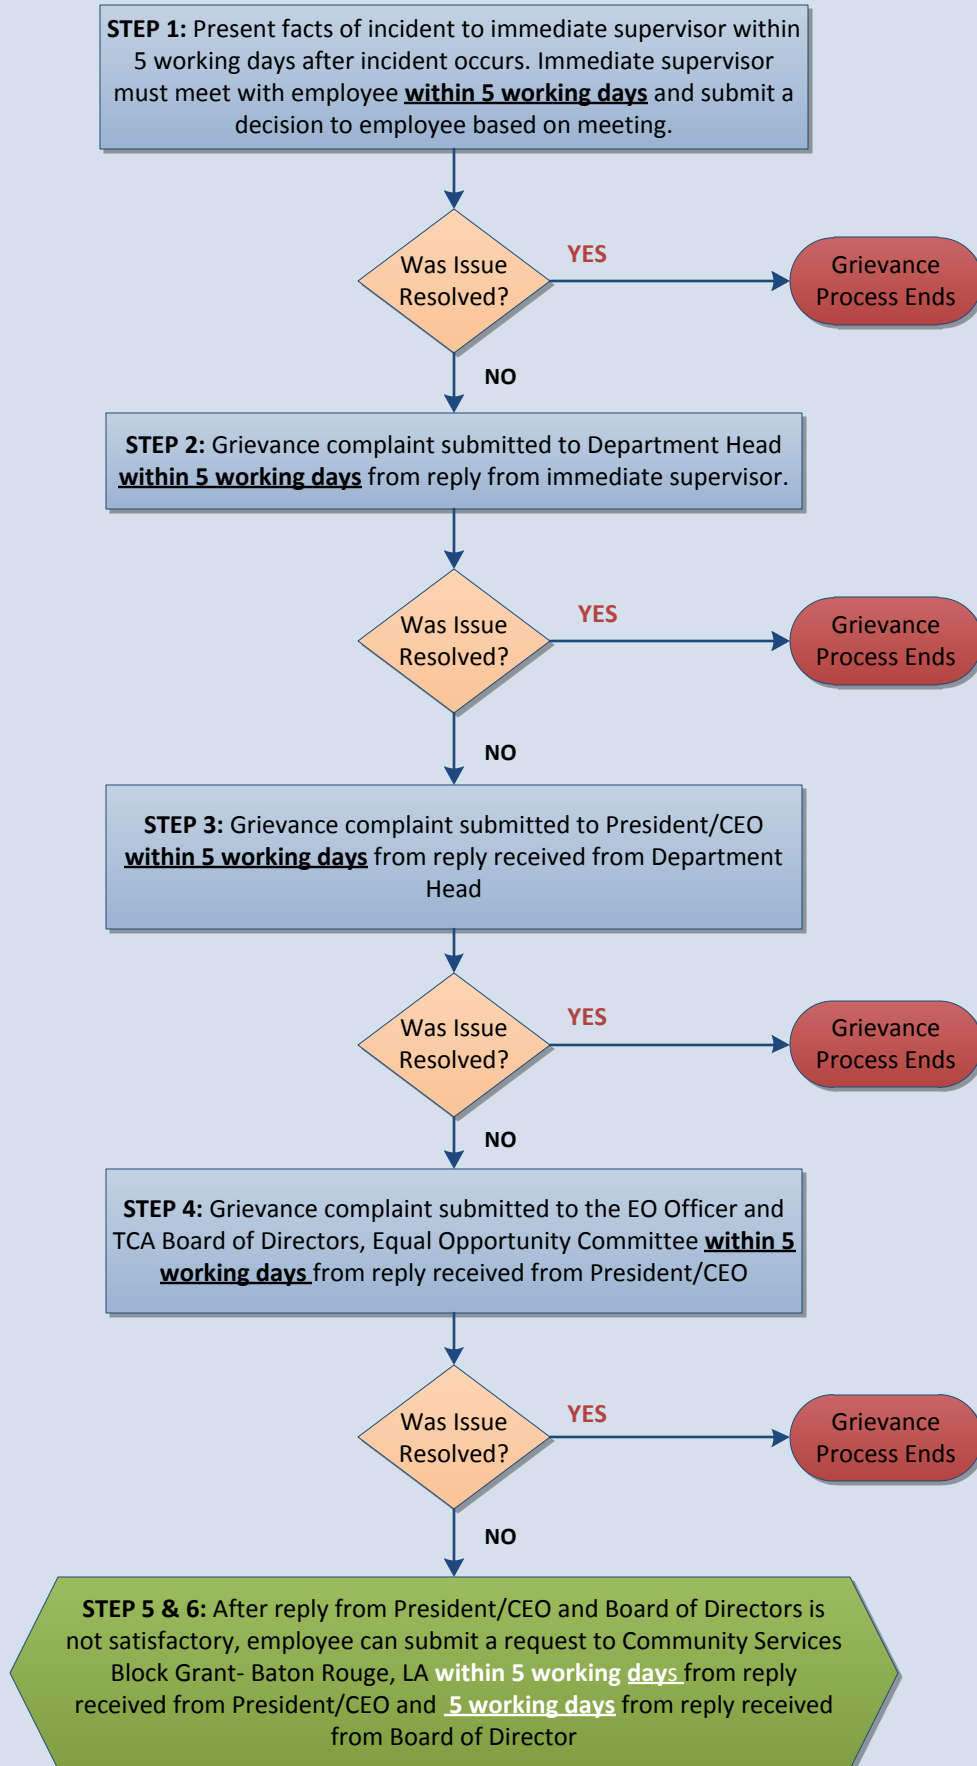 STEP 1: Present facts of incident to immediate supervisor within
5 working days after incident occurs. Immediate supervisor
must meet with employee within 5 working days and submit a
decision to employee based on meeting.
Was Issue
Resolved?
YES
Grievance
Process Ends
NO
STEP 2: Grievance complaint submitted to Department Head
within 5 working days from reply from immediate supervisor.
Was Issue
Resolved?
YES
Grievance
Process Ends
NO
STEP 3: Grievance complaint submitted to President/CEO
within 5 working days from reply received from Department
Head
Was Issue
Resolved?
YES
Grievance
Process Ends
NO
STEP 4: Grievance complaint submitted to the EO Officer and
TCA Board of Directors, Equal Opportunity Committee within 5
working days from reply received from President/CEO
Was Issue
Resolved?
YES
Grievance
Process Ends
NO
STEP 5 & 6: After reply from President/CEO and Board of Directors is
not satisfactory, employee can submit a request to Community Services
Block Grant- Baton Rouge, LA within 5 working days from reply
received from President/CEO and 5 working days from reply received
from Board of Director